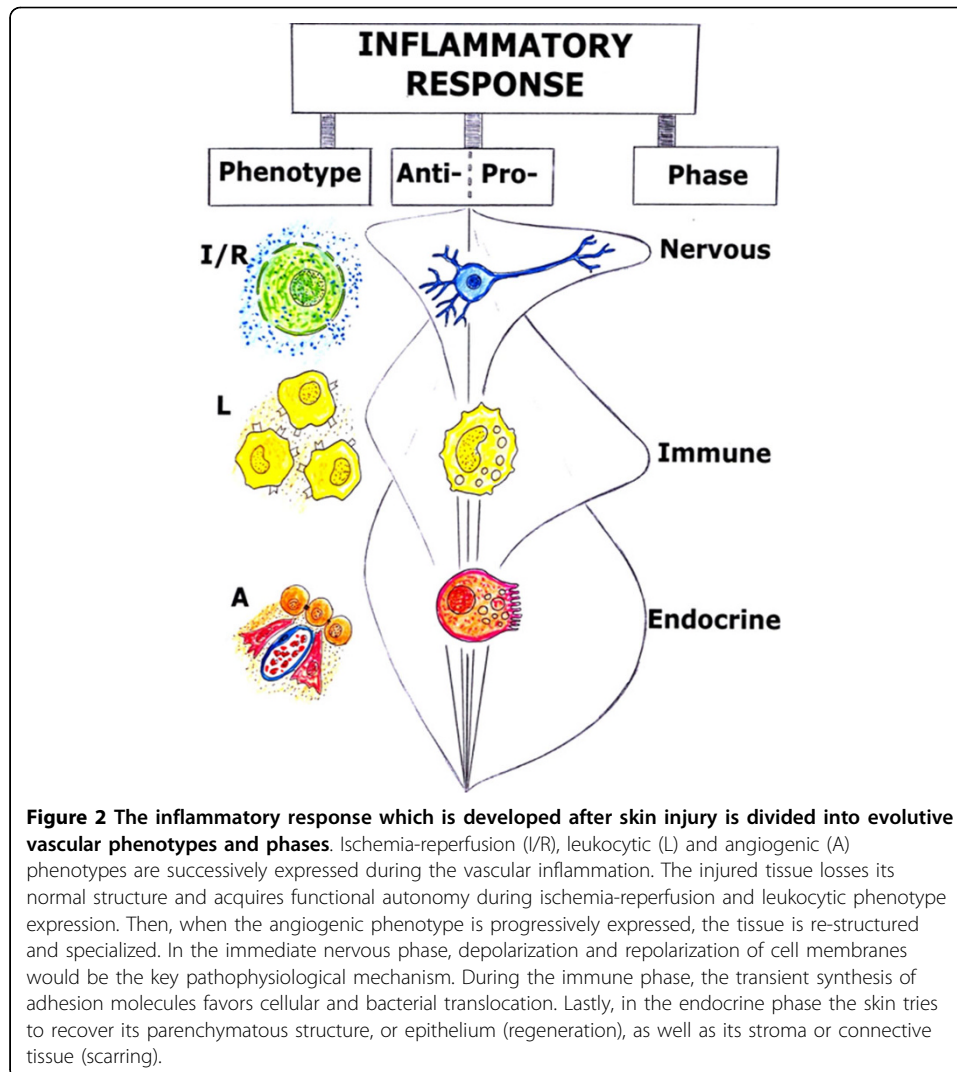 INFLAMMATORY
RESPONSE
Phenotype
Anti- Pro-
Phase
I/R
Nervous
L
Immune
A
Endocrine
Figure 2 The inflammatory response which is developed after skin injury is divided into evolutive
vascular phenotypes and phases. Ischemia-reperfusion (I/R), leukocytic (L) and angiogenic (A)
phenotypes are successively expressed during the vascular inflammation. The injured tissue losses its
normal structure and acquires functional autonomy during ischemia-reperfusion and leukocytic phenotype
expression. Then, when the angiogenic phenotype is progressively expressed, the tissue is re-structured
and specialized. In the immediate nervous phase, depolarization and repolarization of cell membranes
would be the key pathophysiological mechanism. During the immune phase, the transient synthesis of
adhesion molecules favors cellular and bacterial translocation. Lastly, in the endocrine phase the skin tries
to recover its parenchymatous structure, or epithelium (regeneration), as well as its stroma or connective
tissue (scarring).